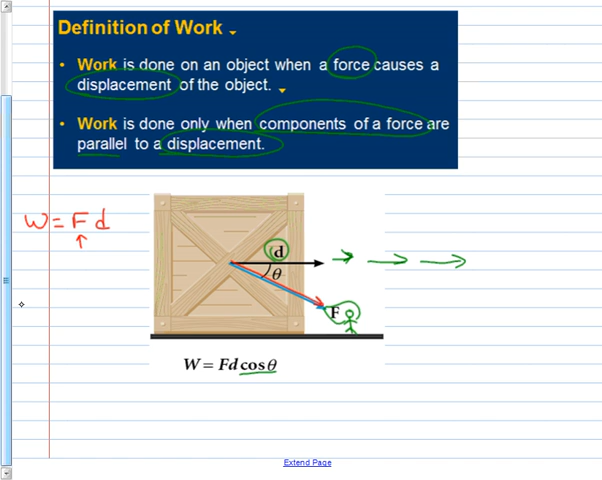 Definition of Work
• Work is done on an object when a force causes a
displacement of the object.
• Work is done only when components of a force are
parallel to a displacement.
W = Fd
d
θ
F
W = Fd cos θ
Extend Page